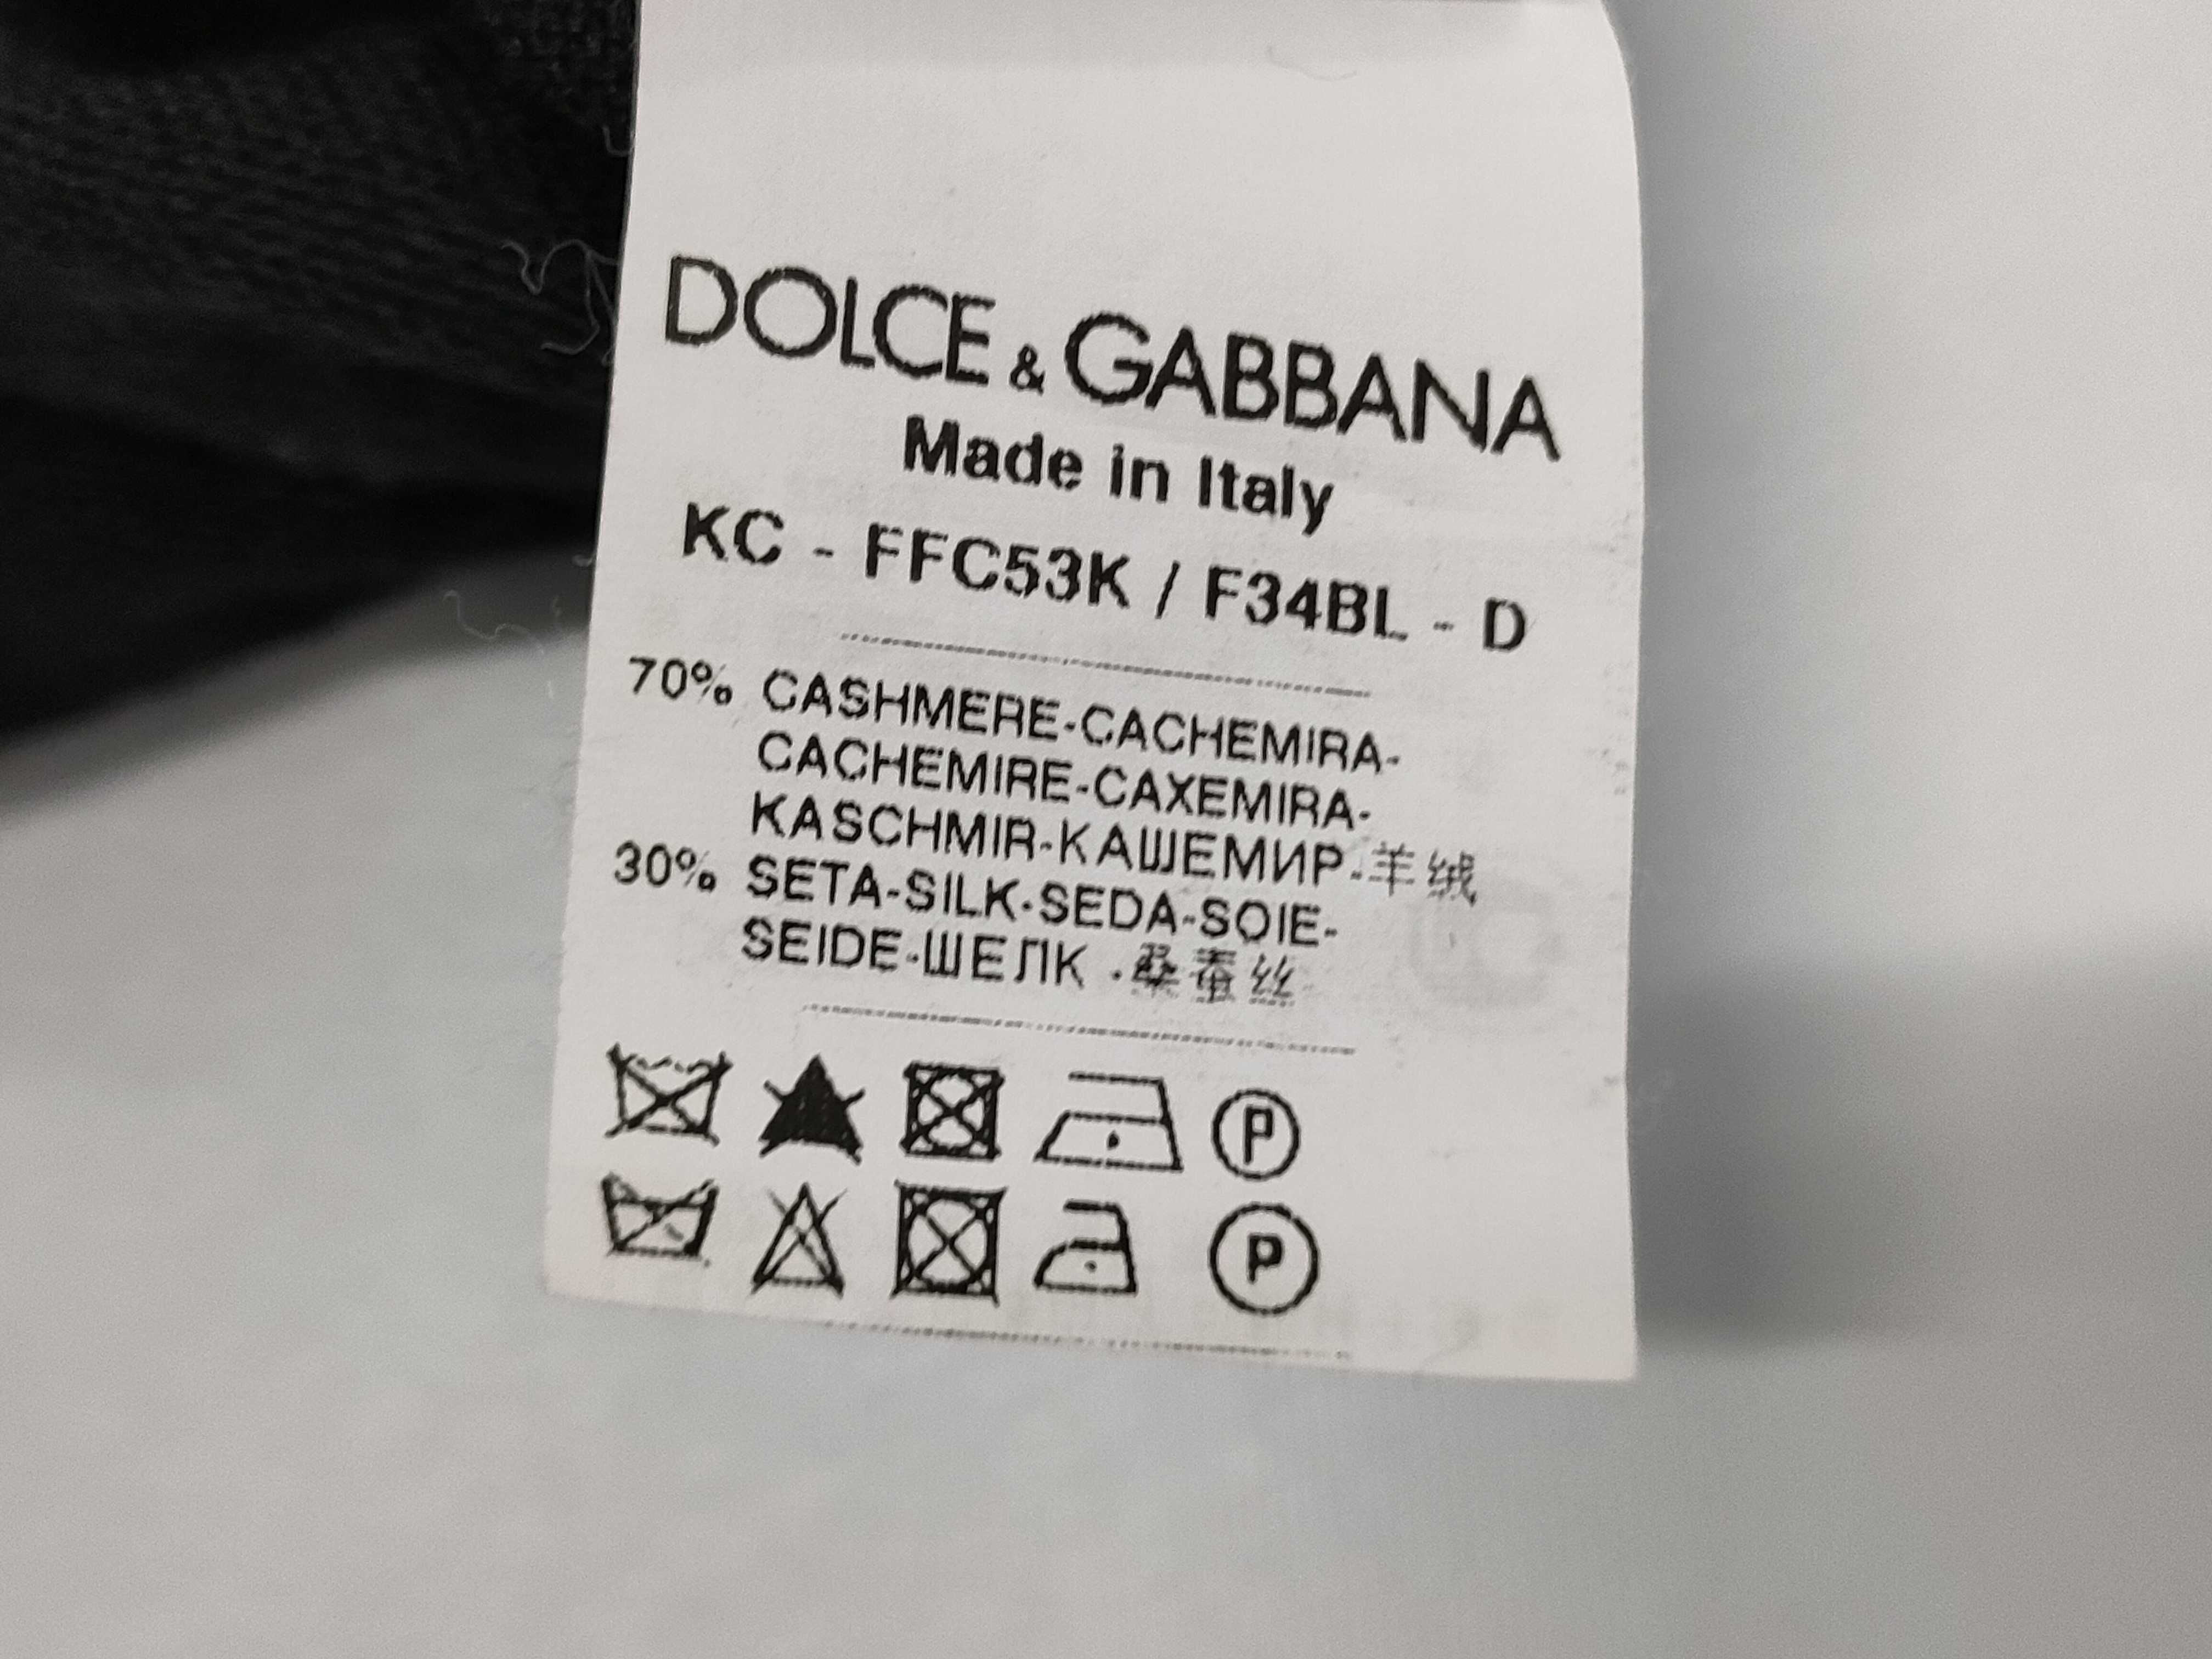 DOLCE & GABBANA
Made in Italy
KC - FFC53K / F34BL - D
70% CASHMERE-CACHEMIRA-
CACHEMIRE-CAXEMIRA-
KASCHMIR-КАШЕМИР-羊绒
30% SETA-SILK-SEDA-SOIE-
SEIDE-ШЕЛК - 桑蚕丝
P
P